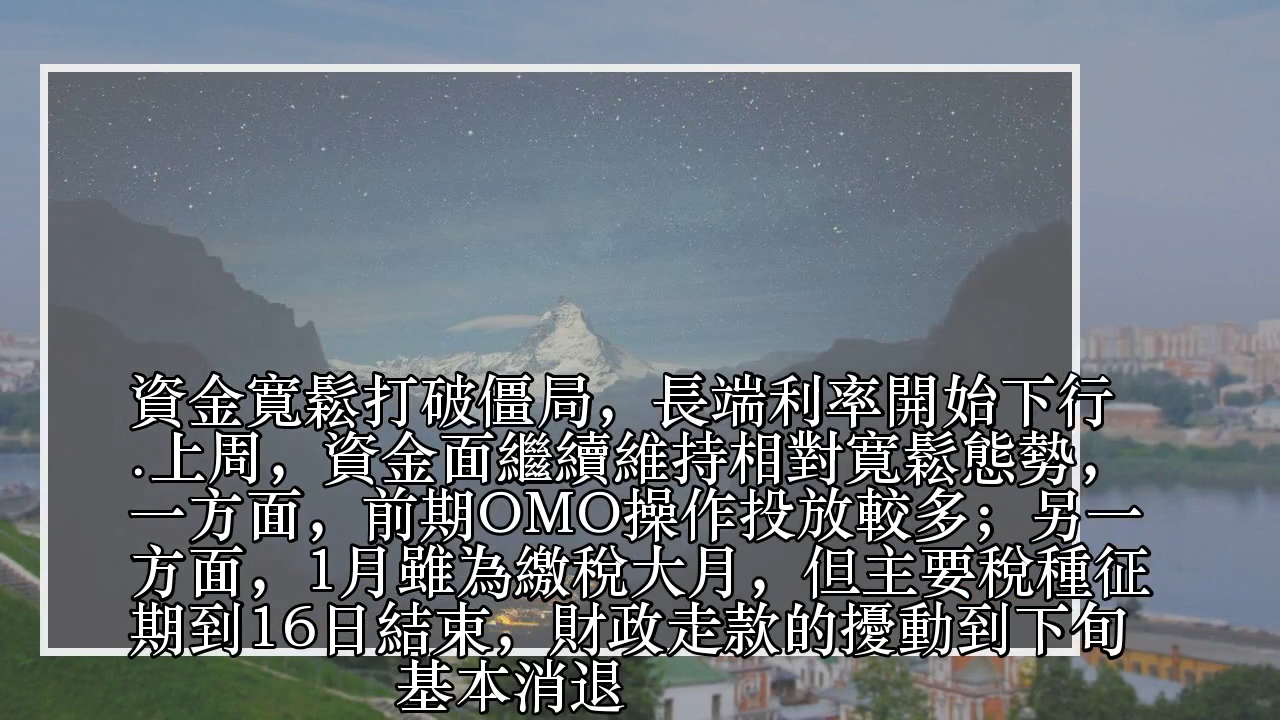 資金寬鬆打破僵局，長端利率開始下行
.上周，資金面繼續維持相對寬鬆態勢，
一方面，前期OMO操作投放較多；另一
方面，1月雖為繳稅大月，但主要稅種征
期到16日結束，財政走款的擾動到下旬
基本消退